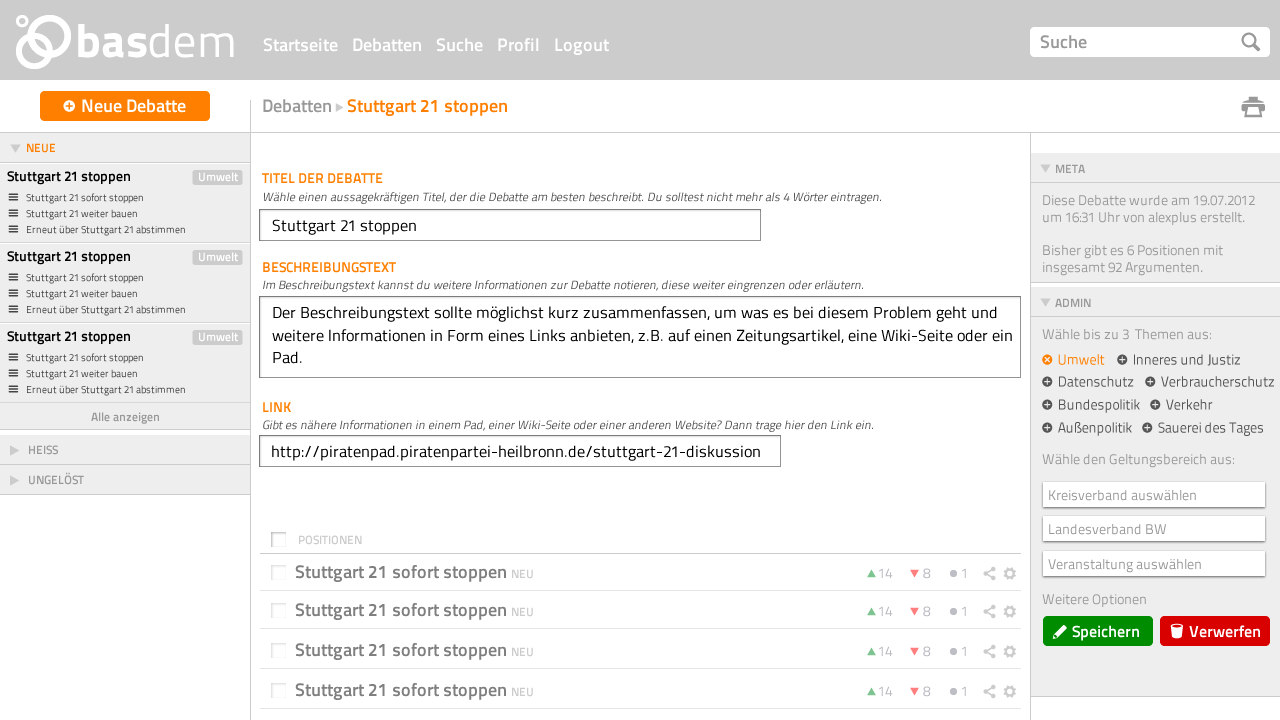 basdem
Startseite Debatten Suche Profil Logout
Suche
Neue Debatte
Debatten Stuttgart 21 stoppen
NEUE
Stuttgart 21 stoppen Umwelt
Stuttgart 21 sofort stoppen
Stuttgart 21 weiter bauen
Erneut über Stuttgart 21 abstimmen
Stuttgart 21 stoppen Umwelt
Stuttgart 21 sofort stoppen
Stuttgart 21 weiter bauen
Erneut über Stuttgart 21 abstimmen
Stuttgart 21 stoppen Umwelt
Stuttgart 21 sofort stoppen
Stuttgart 21 weiter bauen
Erneut über Stuttgart 21 abstimmen
Alle anzeigen
HEISS
UNGELÖST
TITEL DER DEBATTE
Wähle einen aussagekräftigen Titel, der die Debatte am besten beschreibt. Du solltest nicht mehr als 4 Wörter eintragen.
Stuttgart 21 stoppen
BESCHREIBUNGSTEXT
Im Beschreibungstext kannst du weitere Informationen zur Debatte notieren, diese weiter eingrenzen oder erläutern.
Der Beschreibungstext sollte möglichst kurz zusammenfassen, um was es bei diesem Problem geht und
weitere Informationen in Form eines Links anbieten, z.B. auf einen Zeitungsartikel, eine Wiki-Seite oder ein
Pad.
LINK
Gibt es nähere Informationen in einem Pad, einer Wiki-Seite oder einer anderen Website? Dann trage hier den Link ein.
http://piratenpad.piratenpartei-heilbronn.de/stuttgart-21-diskussion
POSITIONEN
Stuttgart 21 sofort stoppen NEU 14 8 1
Stuttgart 21 sofort stoppen NEU 14 8 1
Stuttgart 21 sofort stoppen NEU 14 8 1
Stuttgart 21 sofort stoppen NEU 14 8 1
META
Diese Debatte wurde am 19.07.2012
um 16:31 Uhr von alexplus erstellt.
Bisher gibt es 6 Positionen mit
insgesamt 92 Argumenten.
ADMIN
Wähle bis zu 3 Themen aus:
Umwelt Inneres und Justiz
Datenschutz Verbraucherschutz
Bundespolitik Verkehr
Außenpolitik Sauerei des Tages
Wähle den Geltungsbereich aus:
Kreisverband auswählen
Landesverband BW
Veranstaltung auswählen
Weitere Optionen
Speichern Verwerfen